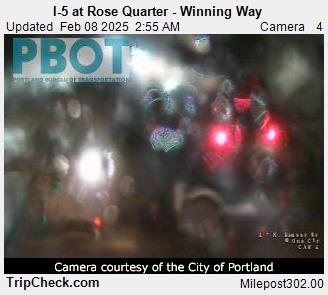 I-5 at Rose Quarter - Winning Way
Updated Feb 08 2025 2:55 AM Camera 4
PBOT
PORTLAND BUREAU OF TRANSPORTATION
Camera courtesy of the City of Portland
TripCheck.com Milepost302.00